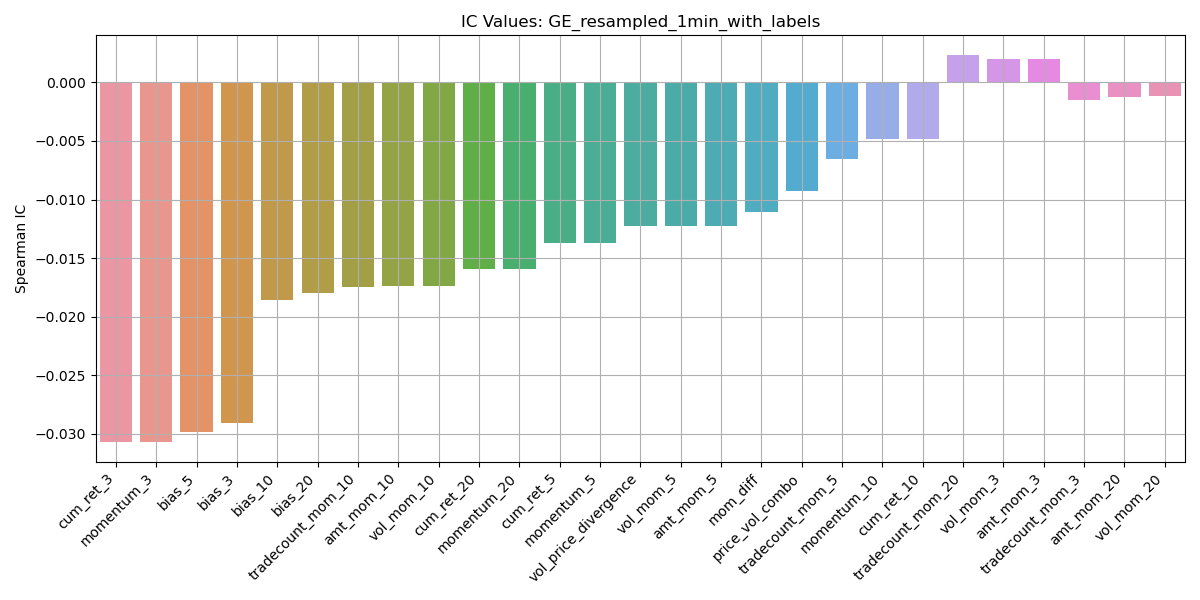 IC Values: GE_resampled_1min_with_labels
Spearman IC
0.000
−0.005
−0.010
−0.015
−0.020
−0.025
−0.030
cum_ret_3
momentum_3
bias_5
bias_3
bias_10
bias_20
tradecount_mom_10
amt_mom_10
vol_mom_10
cum_ret_20
momentum_20
cum_ret_5
momentum_5
vol_price_divergence
vol_mom_5
amt_mom_5
mom_diff
price_vol_combo
tradecount_mom_5
momentum_10
cum_ret_10
tradecount_mom_20
vol_mom_3
amt_mom_3
tradecount_mom_3
amt_mom_20
vol_mom_20